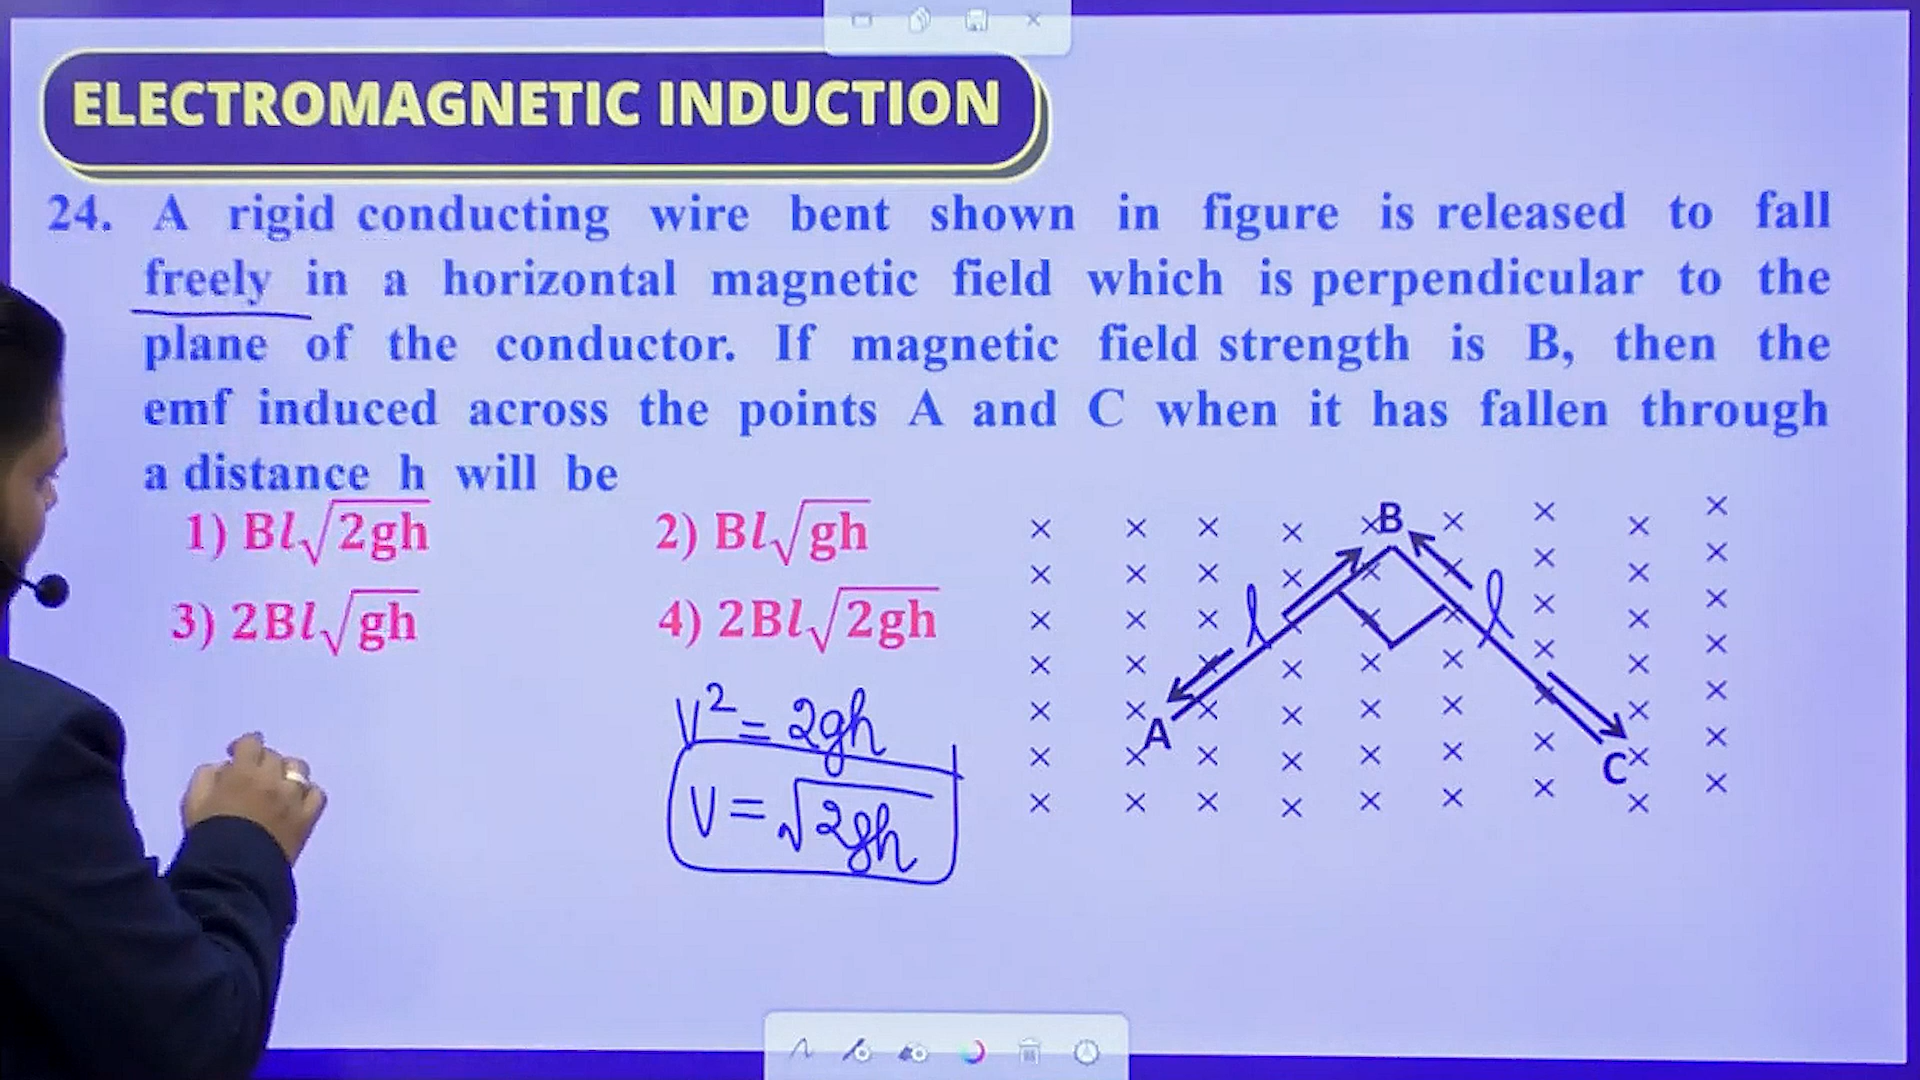 ELECTROMAGNETIC INDUCTION
24. A rigid conducting wire bent shown in figure is released to fall
freely in a horizontal magnetic field which is perpendicular to the
plane of the conductor. If magnetic field strength is B, then the
emf induced across the points A and C when it has fallen through
a distance h will be
1) Bl√2gh 2) Bl√gh
3) 2Bl√gh 4) 2Bl√2gh
B
l l
A
C
V² = 2gh
V = √2gh